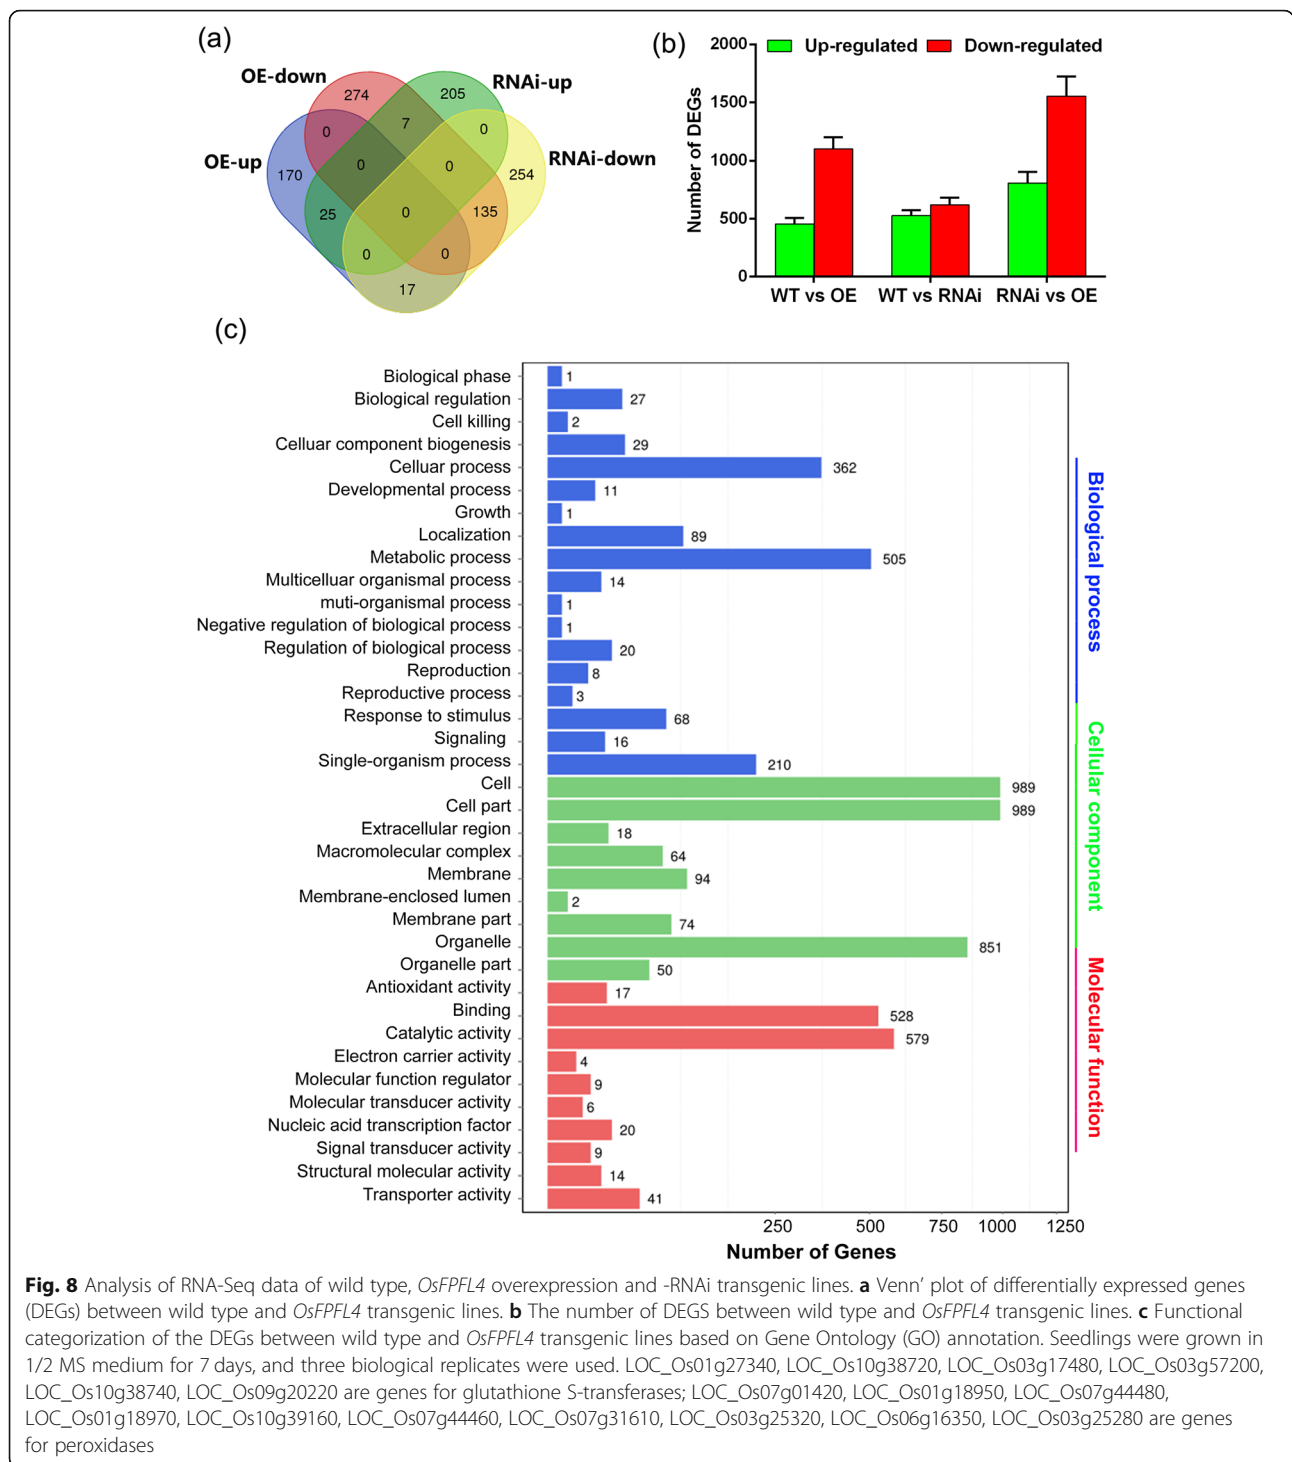 (a)
OE-down
RNAi-up
OE-up
RNAi-down
274
205
0
7
0
170
0
0
254
25
0
135
0
0
17
(b)
Up-regulated
Down-regulated
Number of DEGs
2000
1500
1000
500
0
WT vs OE
WT vs RNAi
RNAi vs OE
(c)
Biological phase 1
Biological regulation 27
Cell killing 2
Celluar component biogenesis 29
Celluar process 362
Developmental process 11
Growth 1
Localization 89
Metabolic process 505
Multicelluar organismal process 14
muti-organismal process 1
Negative regulation of biological process 1
Regulation of biological process 20
Reproduction 8
Reproductive process 3
Response to stimulus 68
Signaling 16
Single-organism process 210
Cell 989
Cell part 989
Extracellular region 18
Macromolecular complex 64
Membrane 94
Membrane-enclosed lumen 2
Membrane part 74
Organelle 851
Organelle part 50
Antioxidant activity 17
Binding 528
Catalytic activity 579
Electron carrier activity 4
Molecular function regulator 9
Molecular transducer activity 6
Nucleic acid transcription factor 20
Signal transducer activity 9
Structural molecular activity 14
Transporter activity 41
Biological process
Cellular component
Molecular function
250 500 750 1000 1250
Number of Genes
Fig. 8 Analysis of RNA-Seq data of wild type, OsFPFL4 overexpression and -RNAi transgenic lines. a Venn’ plot of differentially expressed genes
(DEGs) between wild type and OsFPFL4 transgenic lines. b The number of DEGS between wild type and OsFPFL4 transgenic lines. c Functional
categorization of the DEGs between wild type and OsFPFL4 transgenic lines based on Gene Ontology (GO) annotation. Seedlings were grown in
1/2 MS medium for 7 days, and three biological replicates were used. LOC_Os01g27340, LOC_Os10g38720, LOC_Os03g17480, LOC_Os03g57200,
LOC_Os10g38740, LOC_Os09g20220 are genes for glutathione S-transferases; LOC_Os07g01420, LOC_Os01g18950, LOC_Os07g44480,
LOC_Os01g18970, LOC_Os10g39160, LOC_Os07g44460, LOC_Os07g31610, LOC_Os03g25320, LOC_Os06g16350, LOC_Os03g25280 are genes
for peroxidases